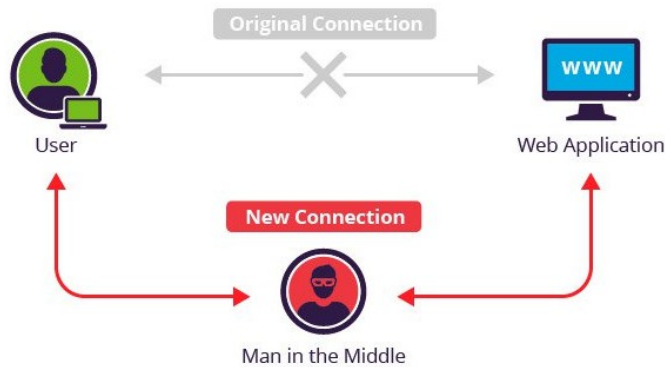 Original Connection
www
User
Web Application
New Connection
Man in the Middle